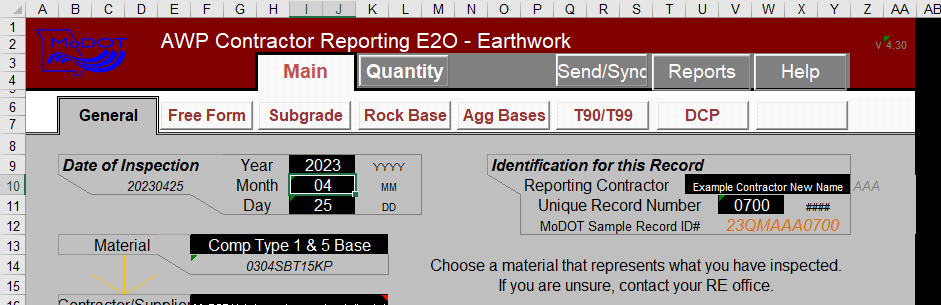 A B C D E F G H I J K L M N O P Q R S T U V W X Y Z AA AB
1
2
3
4
5
6
7
8
9
10
11
12
13
14
15
MoDOT
AWP Contractor Reporting E2O - Earthwork
v 4.30
Main Quantity Send/Sync Reports Help
General Free Form Subgrade Rock Base Agg Bases T90/T99 DCP
Date of Inspection Year 2023 YYYY
20230425 Month 04 MM
Day 25 DD
Identification for this Record
Reporting Contractor Example Contractor New Name AAA
Unique Record Number 0700 ####
MoDOT Sample Record ID# 23QMAAA0700
Material Comp Type 1 & 5 Base
0304SBT15KP
Choose a material that represents what you have inspected.
If you are unsure, contact your RE office.
Contractor/Supplier